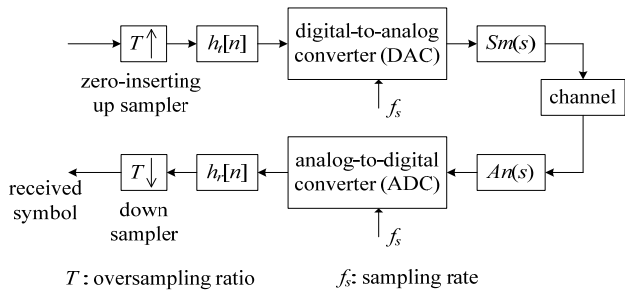 T ↑
h_t[n]
digital-to-analog
converter (DAC)
Sm(s)
zero-inserting
up sampler
f_s
channel
T ↓
h_r[n]
analog-to-digital
converter (ADC)
An(s)
received
symbol
down
sampler
f_s
T : oversampling ratio
f_s: sampling rate